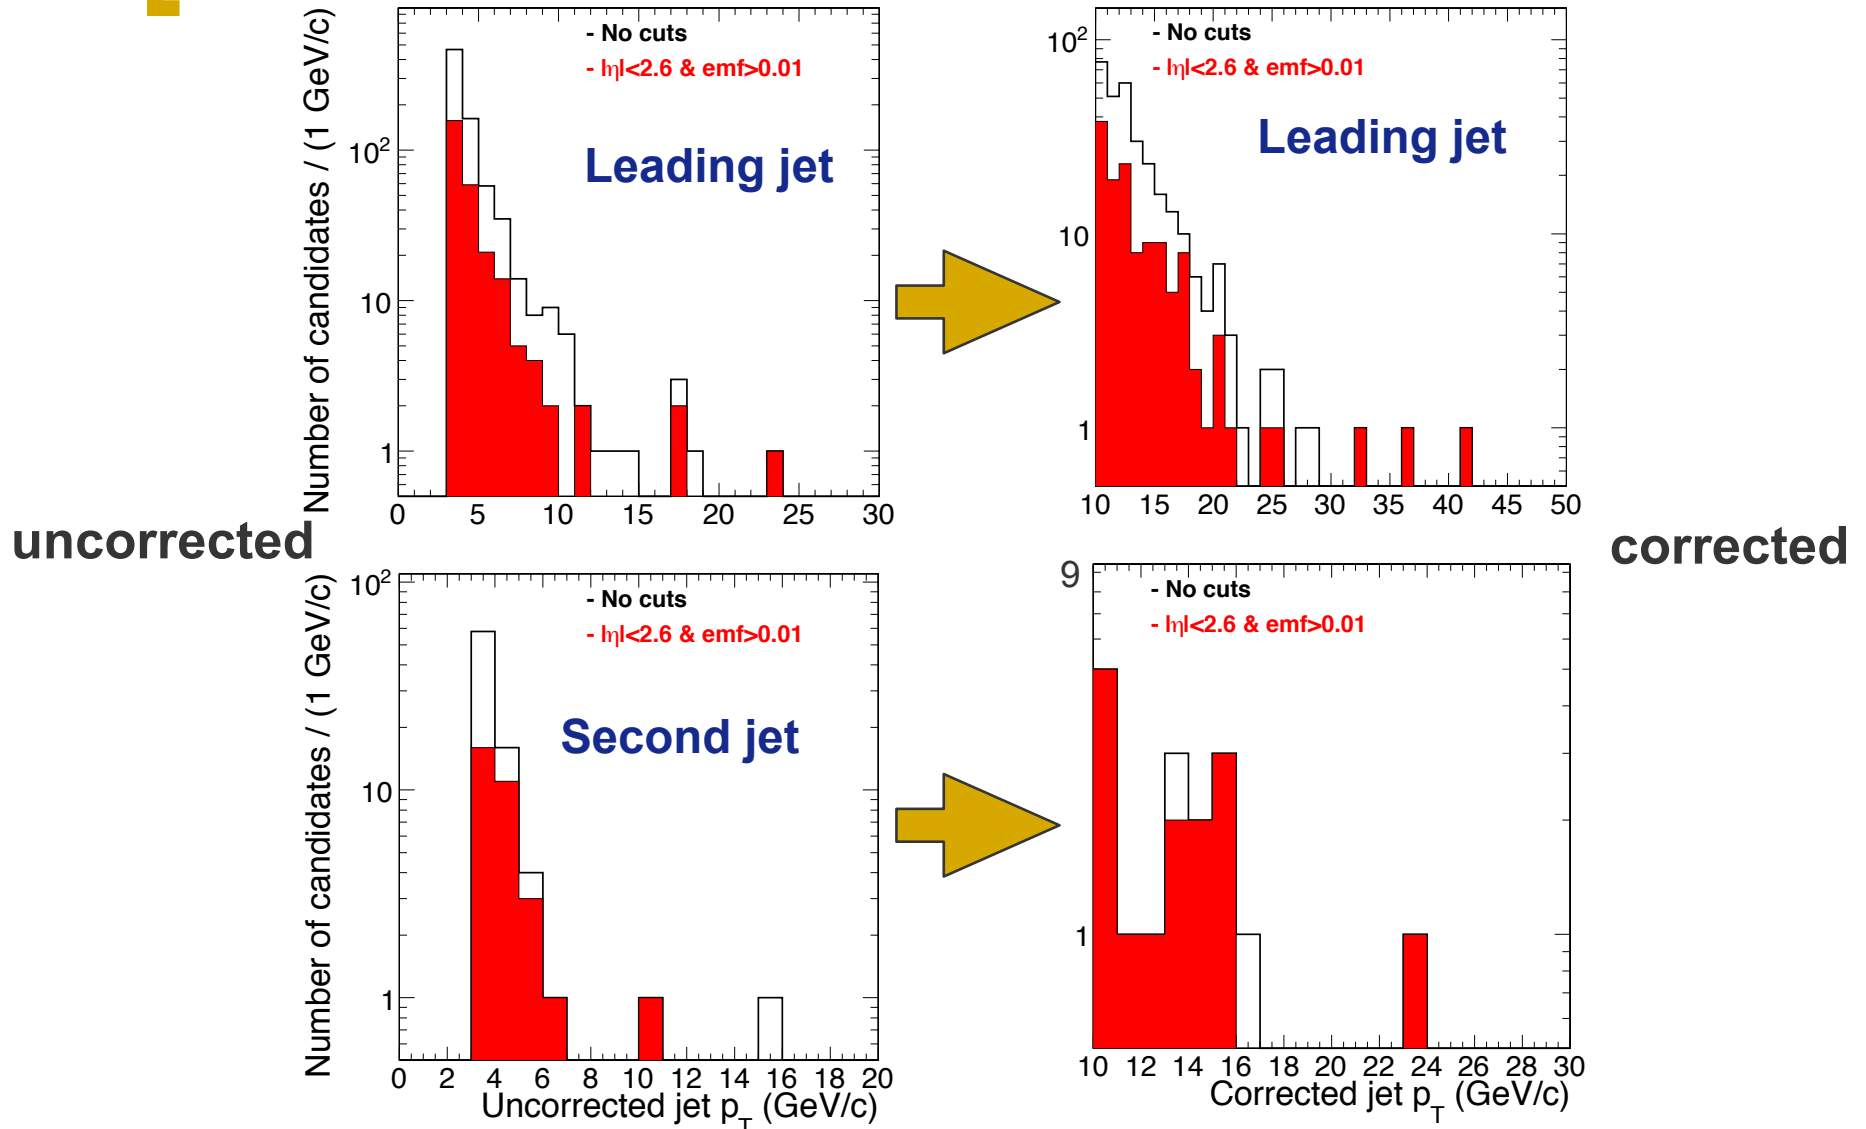 Number of candidates / (1 GeV/c)
10²
10
1
- No cuts
- |η|<2.6 & emf>0.01
Leading jet
0 5 10 15 20 25 30
10²
10
1
- No cuts
- |η|<2.6 & emf>0.01
Leading jet
10 15 20 25 30 35 40 45 50
uncorrected
corrected
Number of candidates / (1 GeV/c)
10²
10
1
- No cuts
- |η|<2.6 & emf>0.01
Second jet
0 2 4 6 8 10 12 14 16 18 20
Uncorrected jet p_T (GeV/c)
9
1
- No cuts
- |η|<2.6 & emf>0.01
10 12 14 16 18 20 22 24 26 28 30
Corrected jet p_T (GeV/c)